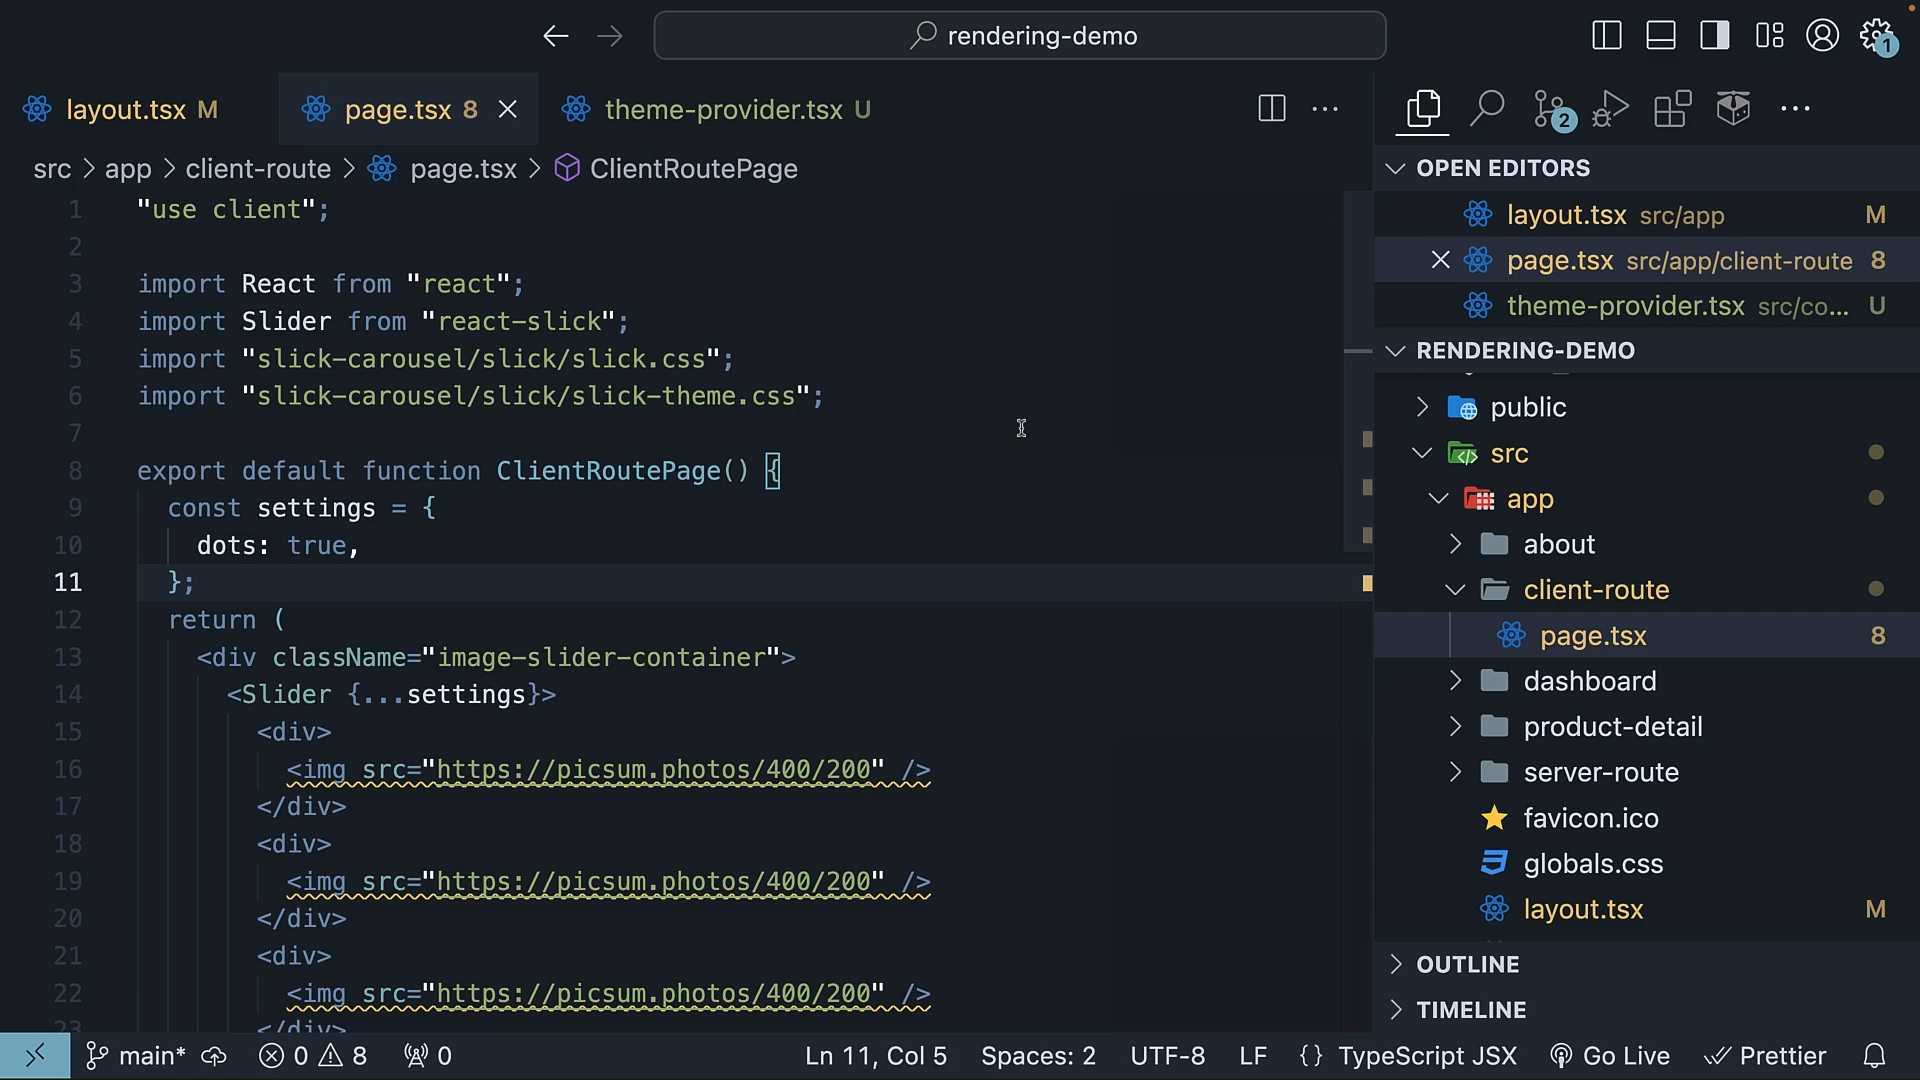 rendering-demo
1
layout.tsx M
page.tsx 8
theme-provider.tsx U
2
src > app > client-route > page.tsx > ClientRoutePage
1 "use client";
2
3 import React from "react";
4 import Slider from "react-slick";
5 import "slick-carousel/slick/slick.css";
6 import "slick-carousel/slick/slick-theme.css";
7
8 export default function ClientRoutePage() {
9 const settings = {
10 dots: true,
11 };
12 return (
13 <div className="image-slider-container">
14 <Slider {...settings}>
15 <div>
16 <img src="https://picsum.photos/400/200" />
17 </div>
18 <div>
19 <img src="https://picsum.photos/400/200" />
20 </div>
21 <div>
22 <img src="https://picsum.photos/400/200" />
23 </div>
OPEN EDITORS
layout.tsx src/app M
page.tsx src/app/client-route 8
theme-provider.tsx src/co... U
RENDERING-DEMO
public
src
app
about
client-route
page.tsx 8
dashboard
product-detail
server-route
favicon.ico
globals.css
layout.tsx M
OUTLINE
TIMELINE
main* 0 8 0 Ln 11, Col 5 Spaces: 2 UTF-8 LF {} TypeScript JSX Go Live Prettier